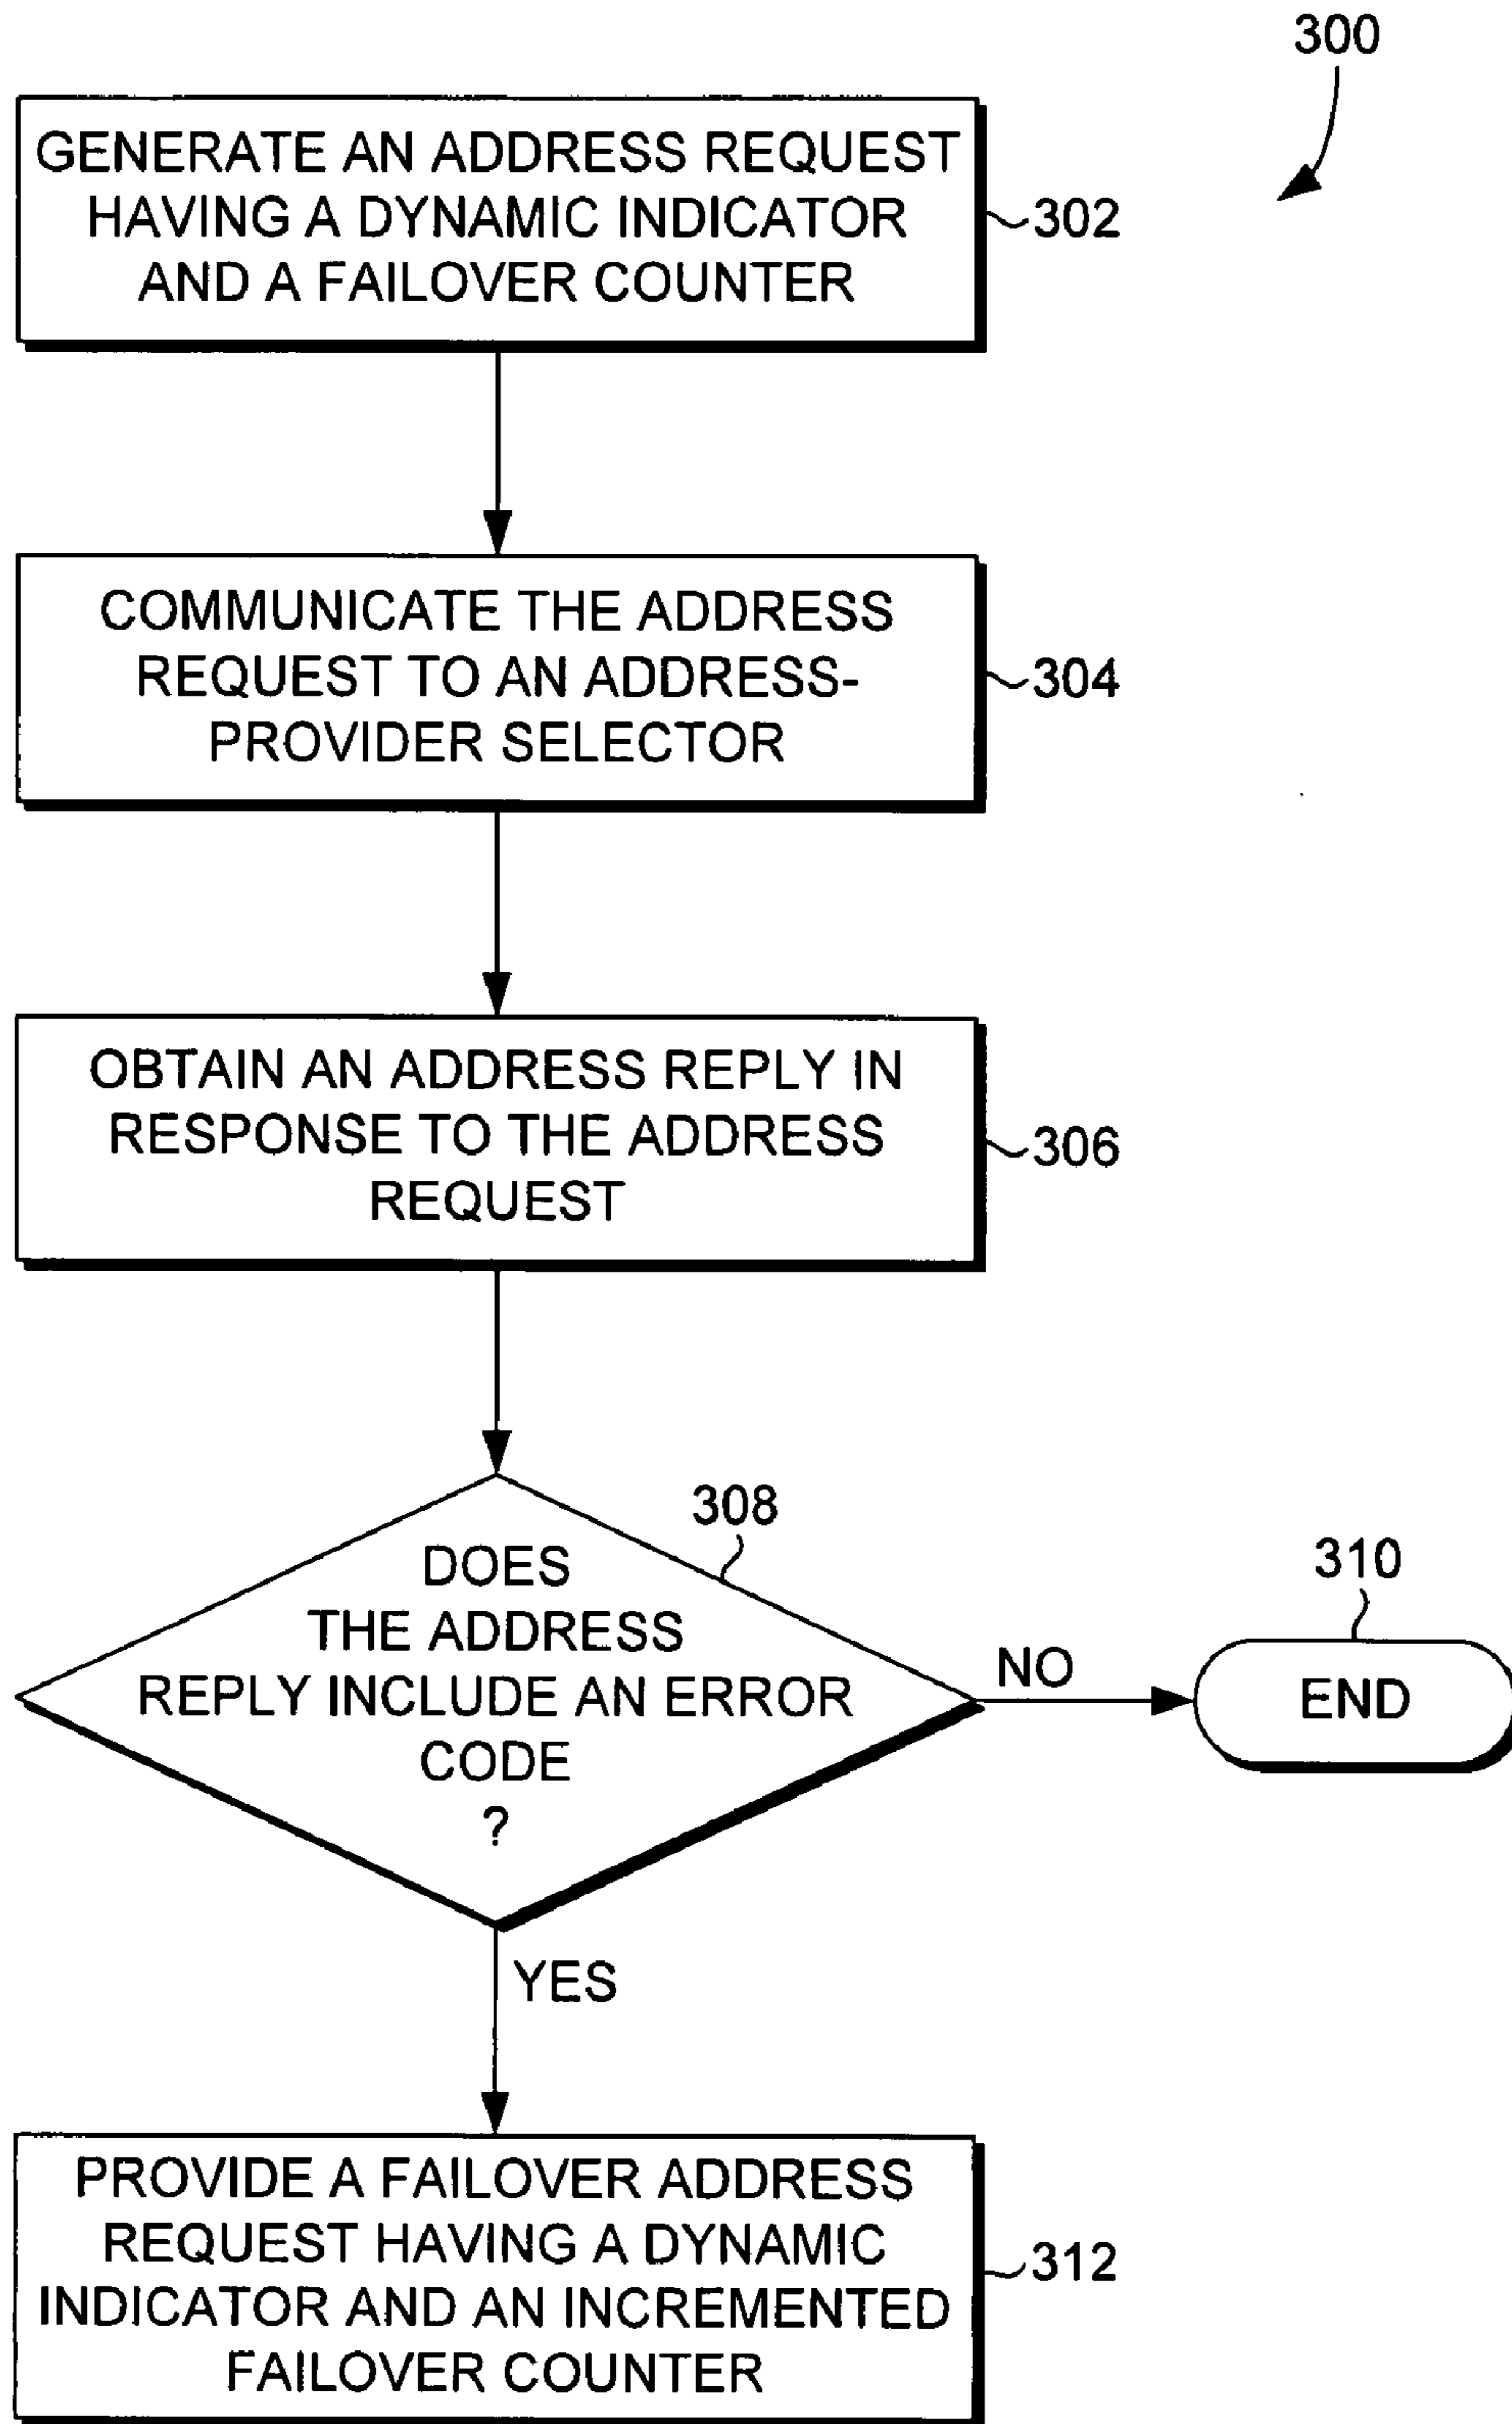 300
GENERATE AN ADDRESS REQUEST
HAVING A DYNAMIC INDICATOR
AND A FAILOVER COUNTER
302
COMMUNICATE THE ADDRESS
REQUEST TO AN ADDRESS-
PROVIDER SELECTOR
304
OBTAIN AN ADDRESS REPLY IN
RESPONSE TO THE ADDRESS
REQUEST
306
308
DOES
THE ADDRESS
REPLY INCLUDE AN ERROR
CODE
?
NO
310
END
YES
PROVIDE A FAILOVER ADDRESS
REQUEST HAVING A DYNAMIC
INDICATOR AND AN INCREMENTED
FAILOVER COUNTER
312